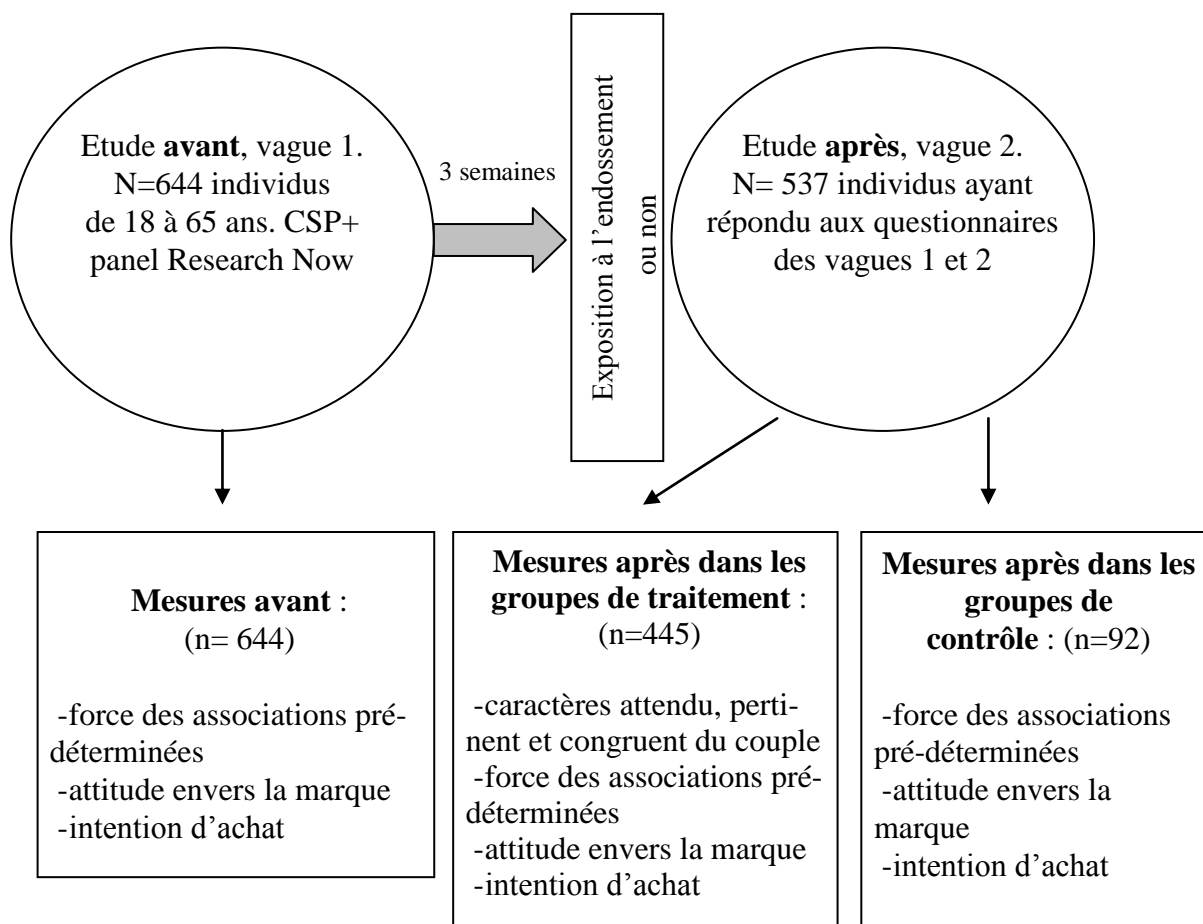 Etude avant, vague 1.
N=644 individus
de 18 à 65 ans. CSP+
panel Research Now
3 semaines
Exposition à l'endossement
ou non
Etude après, vague 2.
N= 537 individus ayant
répondu aux questionnaires
des vagues 1 et 2
Mesures avant :
(n= 644)
-force des associations pré-
déterminées
-attitude envers la marque
-intention d'achat
Mesures après dans les
groupes de traitement :
(n=445)
-caractères attendu, perti-
nent et congruent du couple
-force des associations pré-
déterminées
-attitude envers la marque
-intention d'achat
Mesures après dans les
groupes de
contrôle : (n=92)
-force des associations
pré-déterminées
-attitude envers la
marque
-intention d'achat